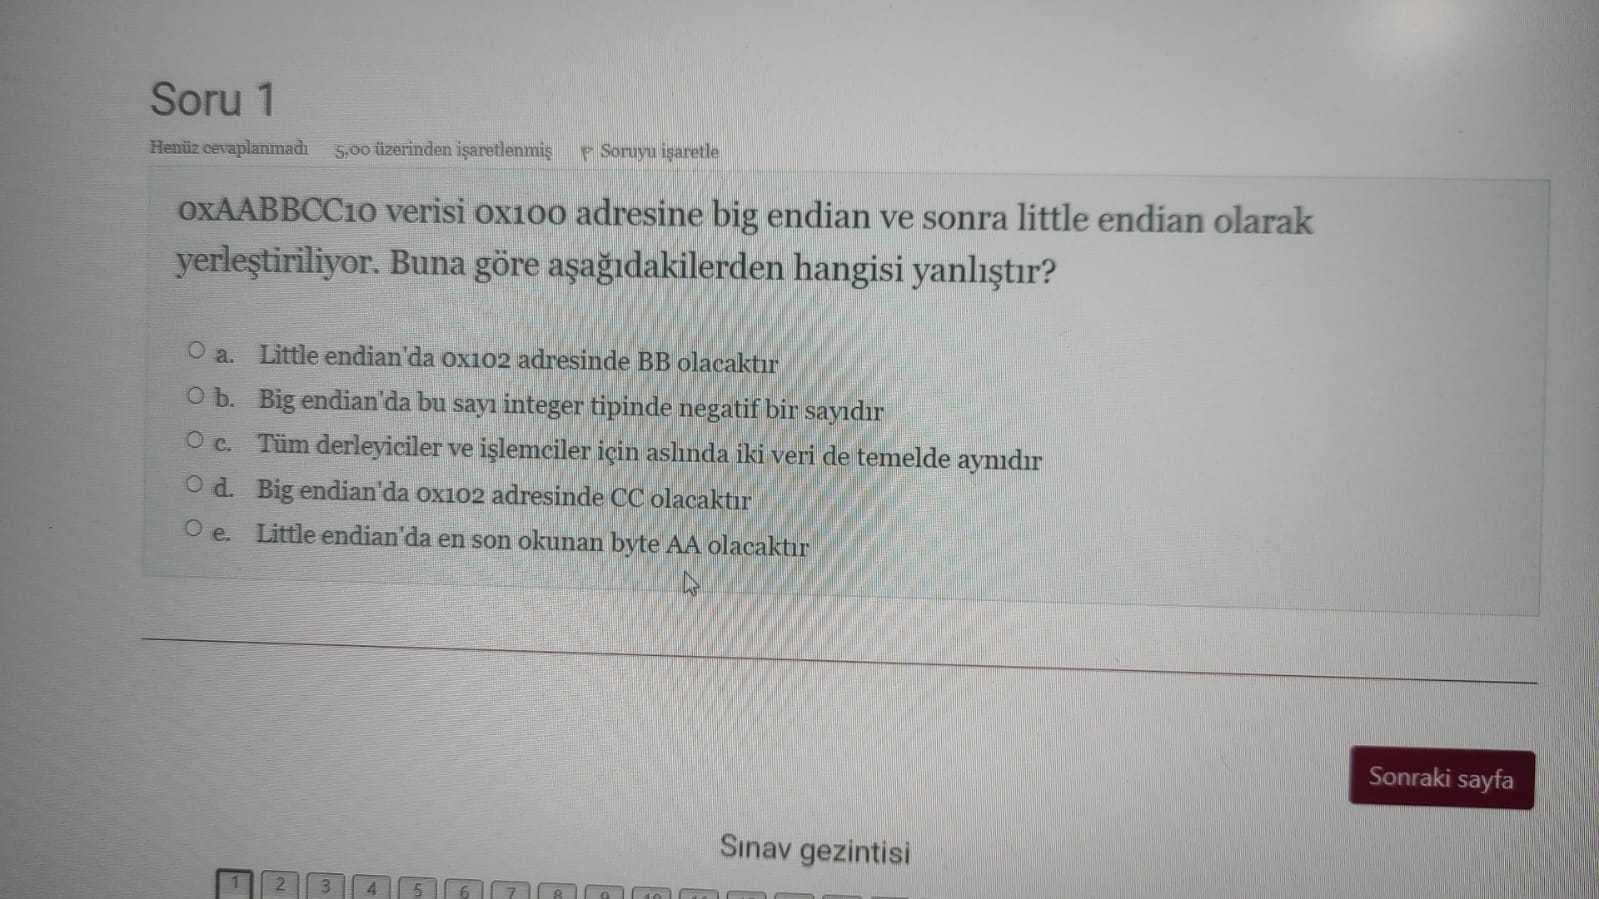 Soru 1
Henüz cevaplanmadı 5,00 üzerinden işaretlenmiş Soruyu işaretle
0xAABBCC10 verisi 0x100 adresine big endian ve sonra little endian olarak
yerleştiriliyor. Buna göre aşağıdakilerden hangisi yanlıştır?
a. Little endian'da 0x102 adresinde BB olacaktır
b. Big endian'da bu sayı integer tipinde negatif bir sayıdır
c. Tüm derleyiciler ve işlemciler için aslında iki veri de temelde aynıdır
d. Big endian'da 0x102 adresinde CC olacaktır
e. Little endian'da en son okunan byte AA olacaktır
Sonraki sayfa
Sınav gezintisi
1 2 3 4 5 6 7 8 9 10